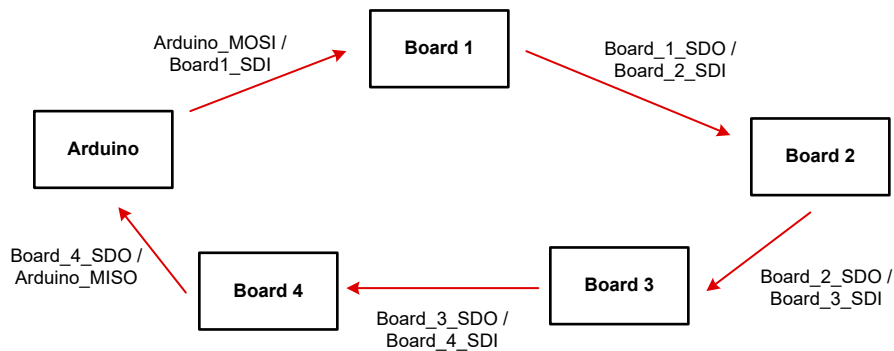 Arduino_MOSI /
Board1_SDI
Board 1
Board_1_SDO /
Board_2_SDI
Arduino
Board 2
Board_4_SDO /
Arduino_MISO
Board 4
Board 3
Board_2_SDO /
Board_3_SDI
Board_3_SDO /
Board_4_SDI